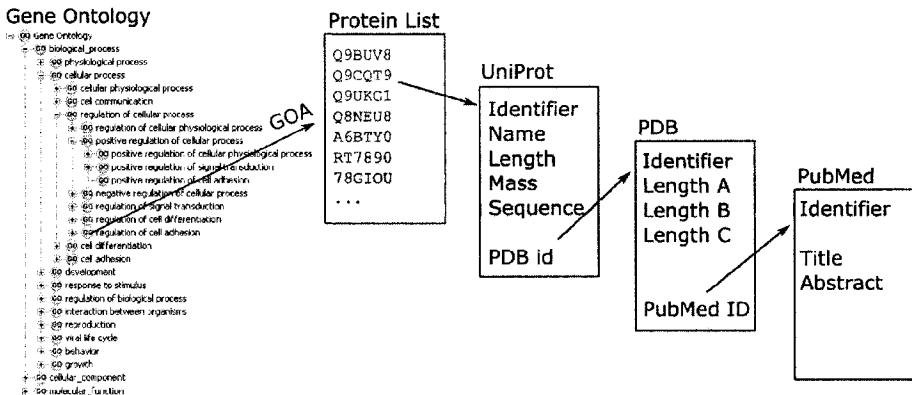 Gene Ontology
Gene Ontology
biological_process
physiological process
cellular process
cellular physiological process
cell communication
regulation of cellular process
regulation of cellular physiological process
positive regulation of cellular process
positive regulation of cellular physiological process
positive regulation of signal transduction
positive regulation of cell adhesion
negative regulation of cellular process
regulation of signal transduction
regulation of cell differentiation
regulation of cell adhesion
cell differentiation
cell adhesion
development
response to stimulus
regulation of biological process
interaction between organisms
reproduction
viral life cycle
behavior
growth
cellular_component
molecular_function
GOA
Protein List
Q9BUV8
Q9CQT9
Q9UKG1
Q8NEU8
A6BTY0
RT7890
78GIOU
...
UniProt
Identifier
Name
Length
Mass
Sequence
PDB id
PDB
Identifier
Length A
Length B
Length C
PubMed ID
PubMed
Identifier
Title
Abstract